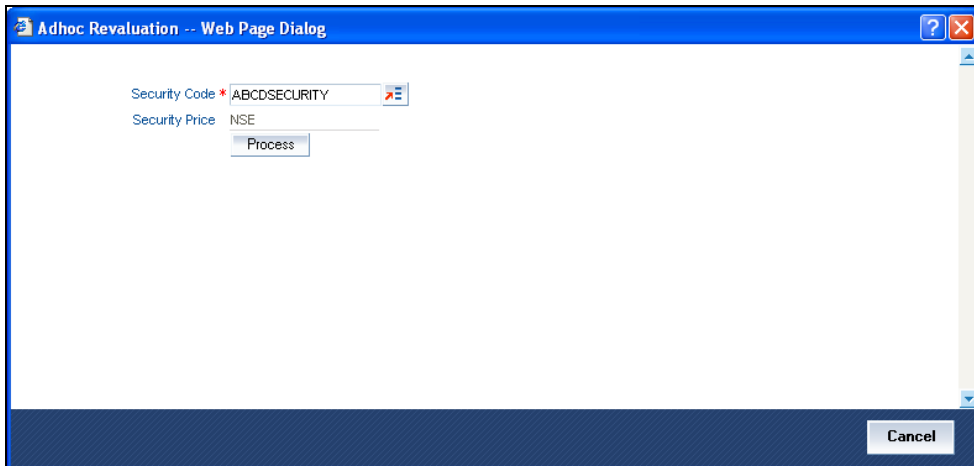 Adhoc Revaluation -- Web Page Dialog
Security Code * ABCDSECURITY
Security Price NSE
Process
Cancel